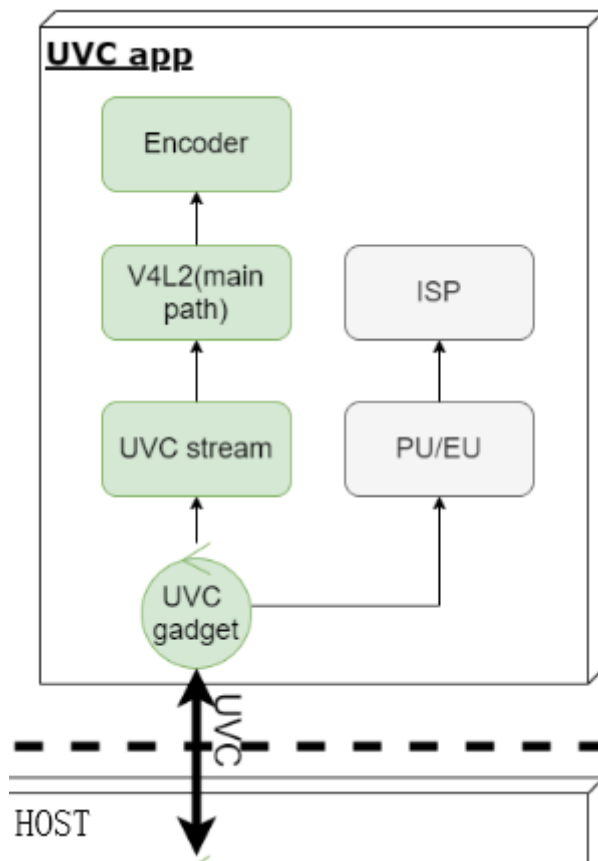 UVC app
Encoder
V4L2(main
path)
ISP
UVC stream
PU/EU
UVC
gadget
UVC
HOST